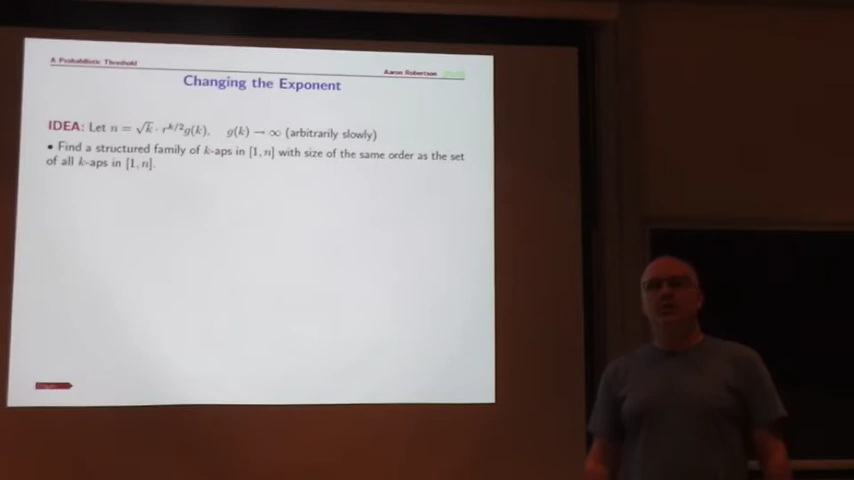 A Probabilistic Threshold
Aaron Robertson
Changing the Exponent
IDEA: Let n = √k · r^{k/2}g(k), g(k) → ∞ (arbitrarily slowly)
• Find a structured family of k-aps in [1, n] with size of the same order as the set
of all k-aps in [1, n].